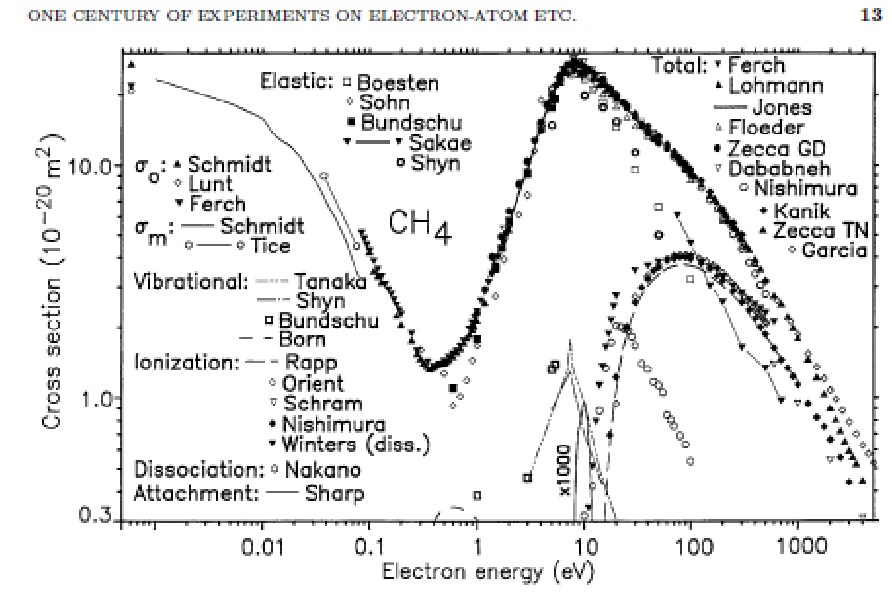 ONE CENTURY OF EXPERIMENTS ON ELECTRON-ATOM ETC. 13
Elastic: □ Boesten
◦ Sohn
■ Bundschu
▼——▼ Sakae
o Shyn
Total: ▼ Ferch
▲ Lohmann
—— Jones
△ Floeder
● Zecca GD
▽ Dababneh
○ Nishimura
♦ Kanik
▲ Zecca TN
◦ Garcia
σo: ▲ Schmidt
◦ Lunt
▼ Ferch
σm: —— Schmidt
o——o Tice
CH4
Vibrational: Tanaka
Shyn
□ Bundschu
— — Born
Ionization: Rapp
◦ Orient
▽ Schram
♦ Nishimura
▼ Winters (diss.)
Dissociation: ◦ Nakano
Attachment: —— Sharp
x1000
Cross section (10⁻²⁰ m²)
10.0
1.0
0.3
0.01 0.1 1 10 100 1000
Electron energy (eV)